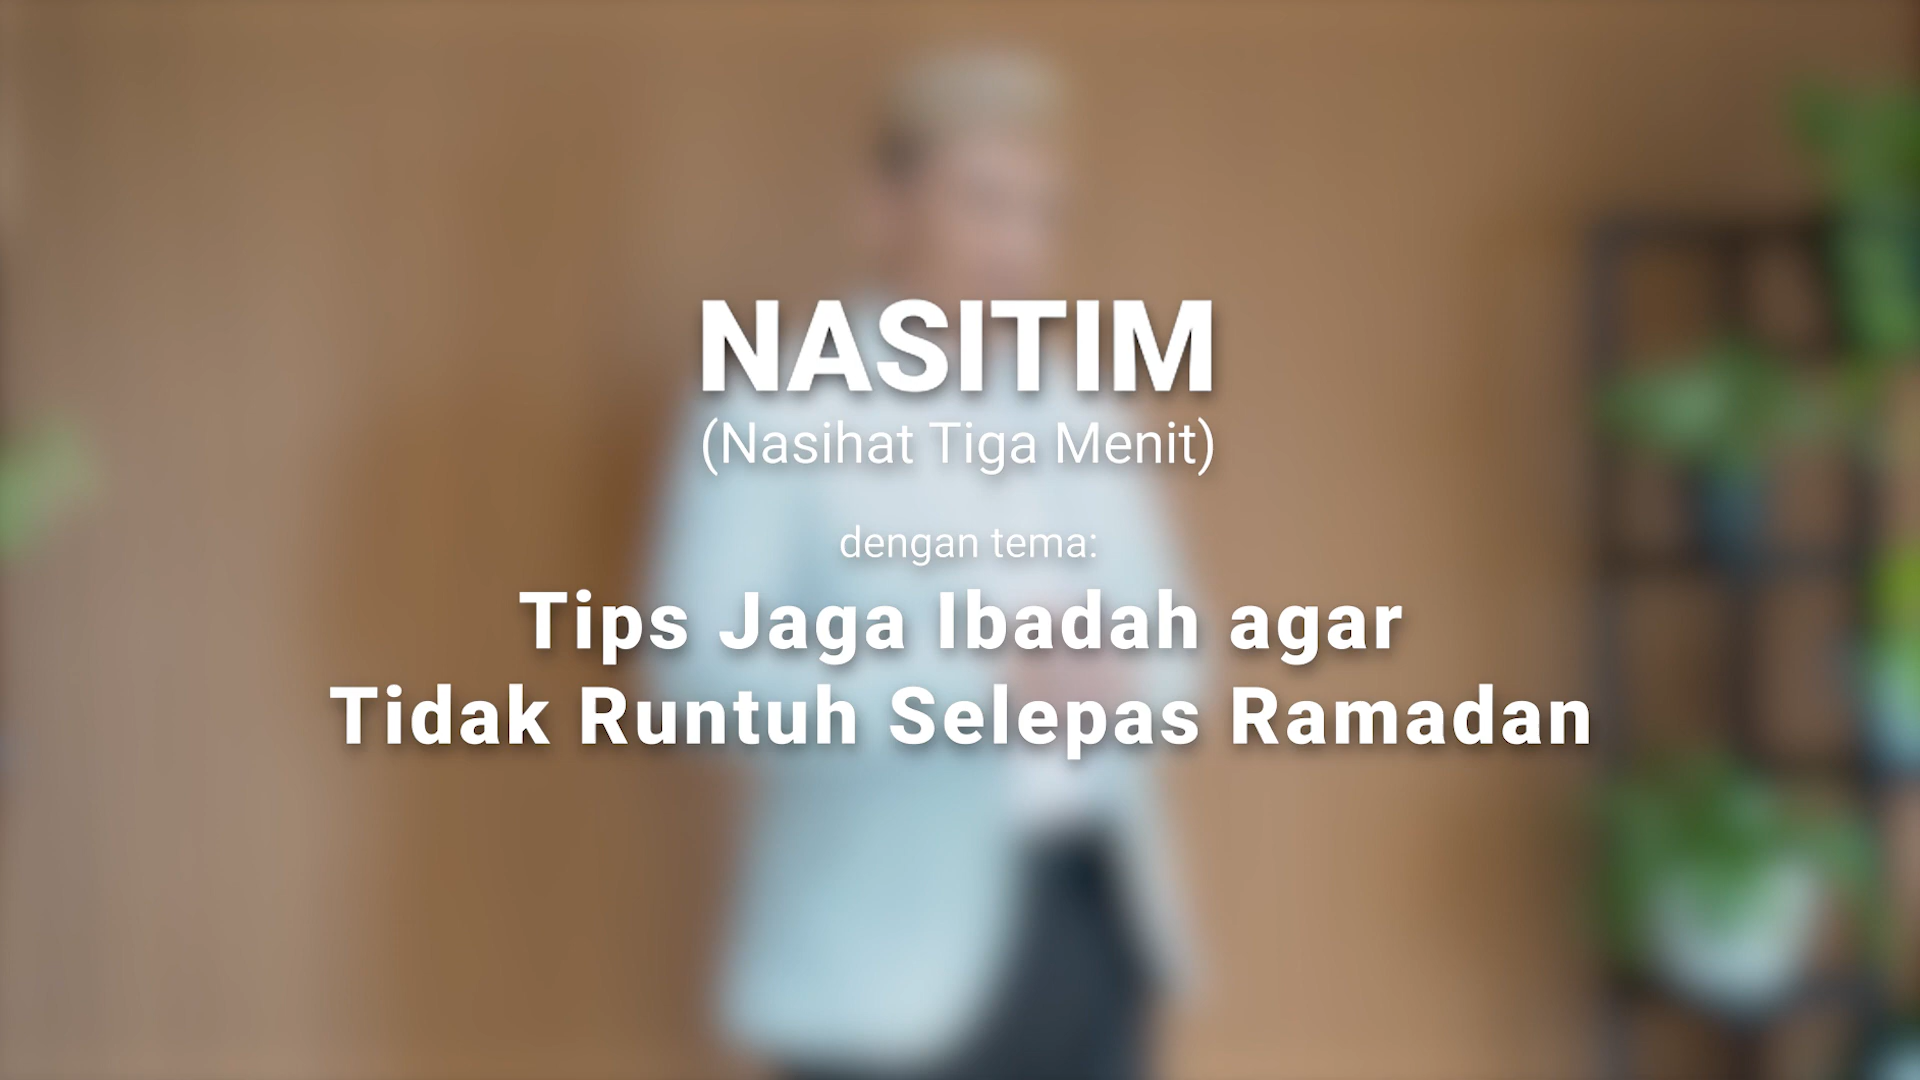 NASITIM
(Nasihat Tiga Menit)
dengan tema:
Tips Jaga Ibadah agar
Tidak Runtuh Selepas Ramadan